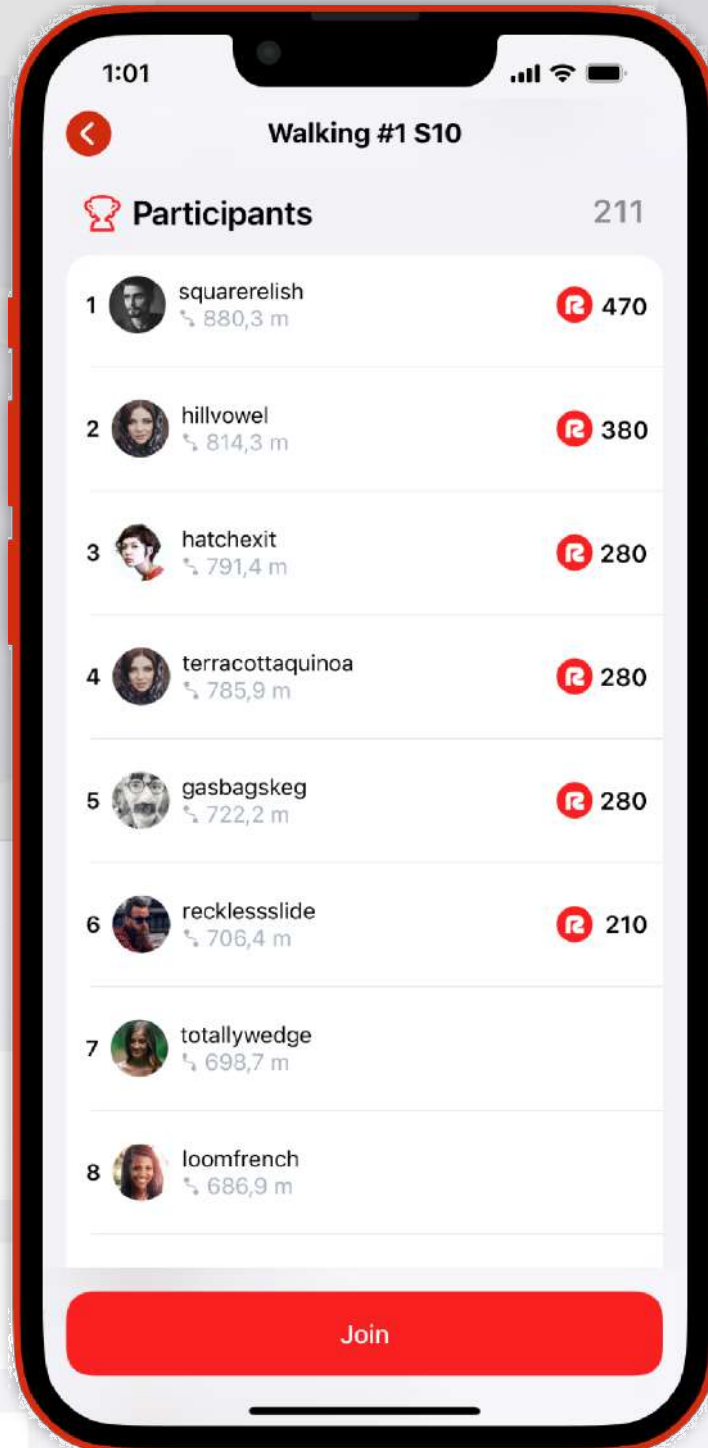 1:01
Walking #1 S10
Participants 211
1 squarerelish
880,3 m
R 470
2 hillvowel
814,3 m
R 380
3 hatchexit
791,4 m
R 280
4 terracottaquinoa
785,9 m
R 280
5 gasbagskeg
722,2 m
R 280
6 recklessslide
706,4 m
R 210
7 totallywedge
698,7 m
8 loomfrench
686,9 m
Join